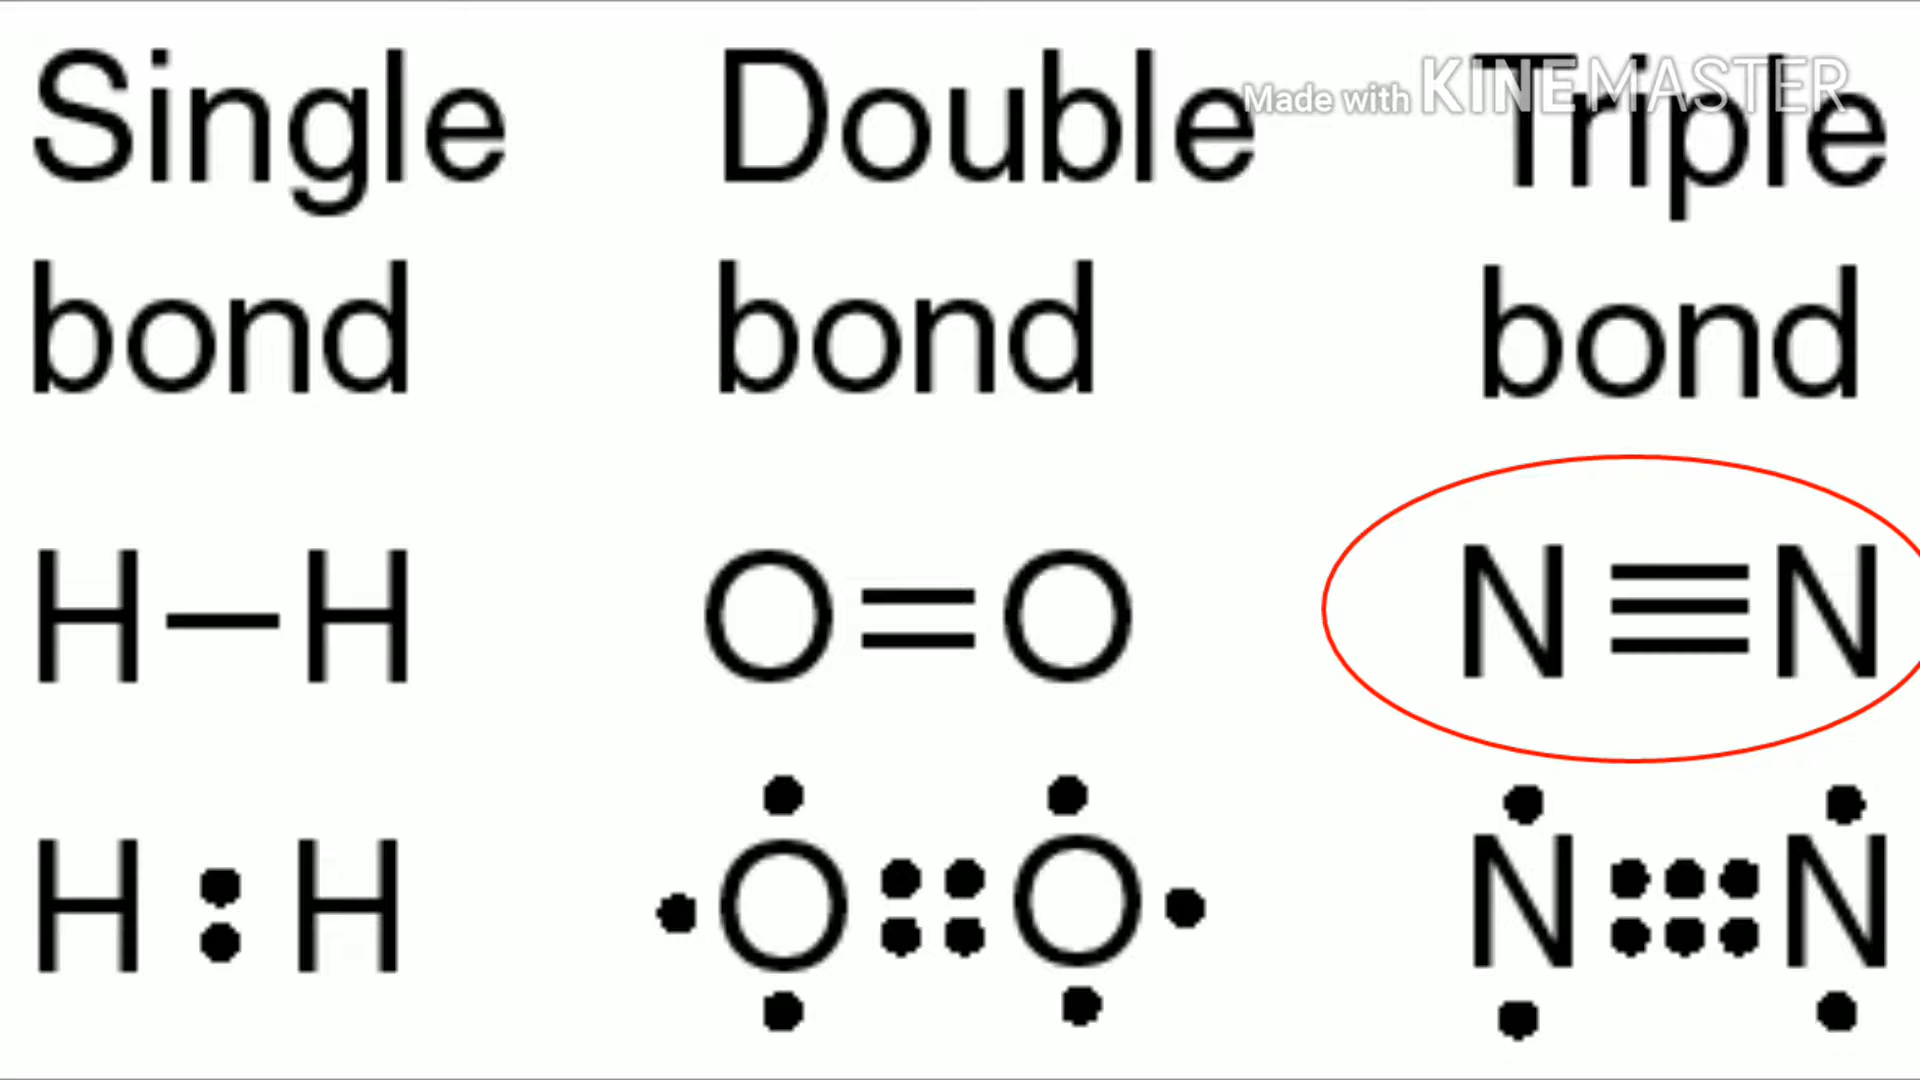 Single Double Triple
Made with KINEMASTER
bond bond bond
H—H O=O N≡N
H : H O :: O N ::: N